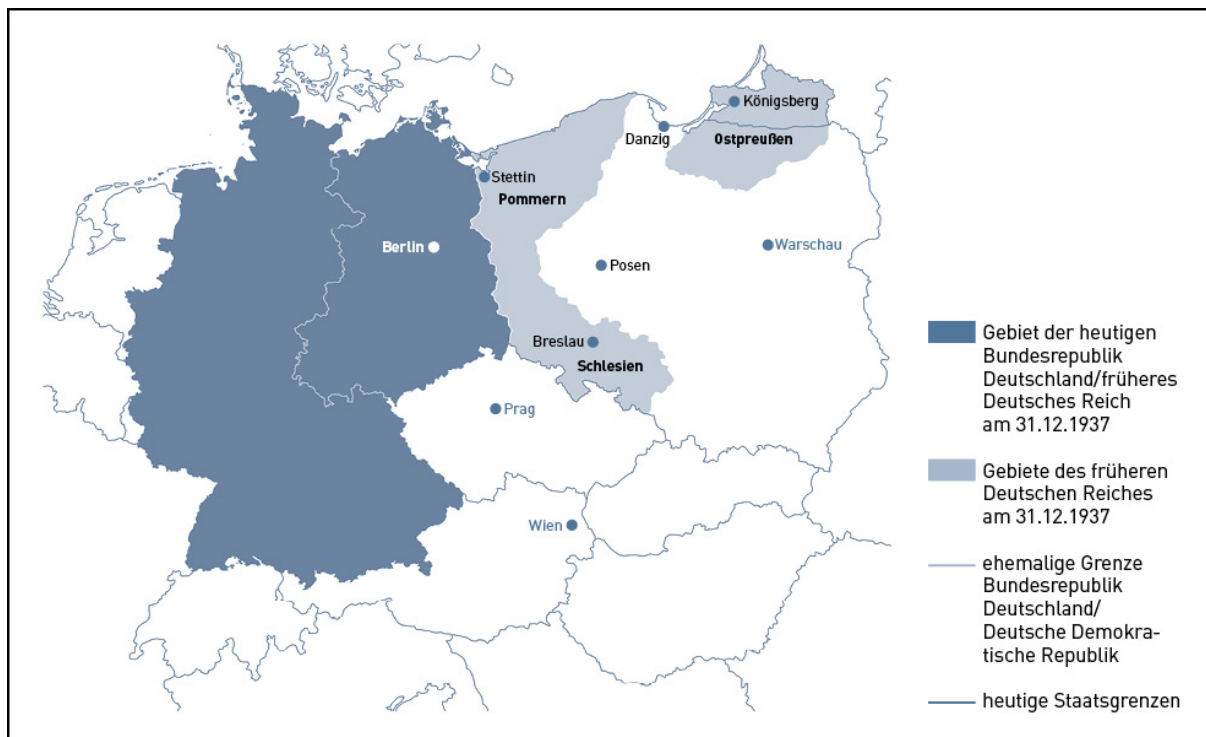 Königsberg
Danzig
Ostpreußen
Stettin
Pommern
Berlin
Warschau
Posen
Breslau
Schlesien
Prag
Wien
Gebiet der heutigen
Bundesrepublik
Deutschland/früheres
Deutsches Reich
am 31.12.1937
Gebiete des früheren
Deutschen Reiches
am 31.12.1937
ehemalige Grenze
Bundesrepublik
Deutschland/
Deutsche Demokra-
tische Republik
heutige Staatsgrenzen